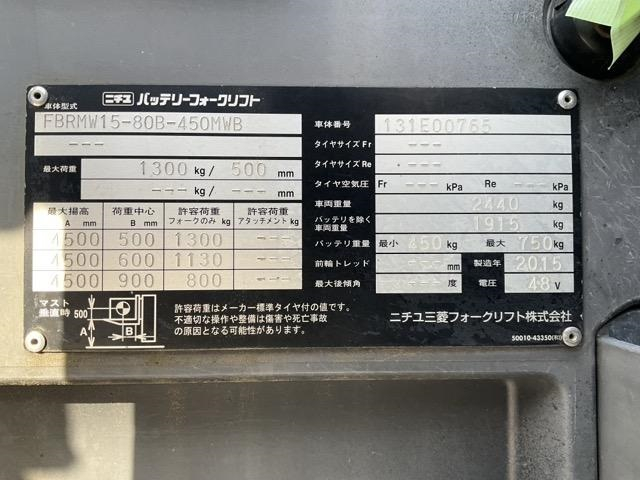 ニチユ バッテリーフォークリフト
車体型式
FBRMW15-80B-450MWB
---
最大荷重 1300 kg/ 500 mm
--- kg/ --- mm
最大揚高 A mm 荷重中心 B mm 許容荷重 フォークのみ kg 許容荷重 アタッチメント kg
4500 500 1300 ---
4500 600 1130 ---
4500 900 800 ---
マスト垂直時 500 A B
許容荷重はメーカー標準タイヤ付の値です。
不適切な操作や整備は傷害や死亡事故
の原因となる可能性があります。
車体番号 131E00765
タイヤサイズ Fr ---
タイヤサイズ Re ---
タイヤ空気圧 Fr --- kPa Re --- kPa
車両重量 2440 kg
バッテリを除く車両重量 1915 kg
バッテリ重量 最小 450 kg 最大 750 kg
前輪トレッド --- mm 製造年 2015
最大後傾角 --- 度 電圧 48 V
ニチユ三菱フォークリフト株式会社
50010-43350(和)